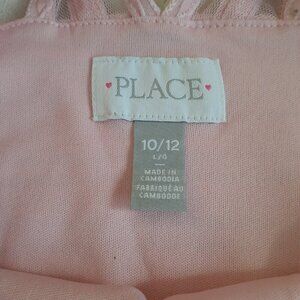 PLACE
10/12
L/G
MADE IN
CAMBODIA
FABRIQUÉ AU
CAMBODGE